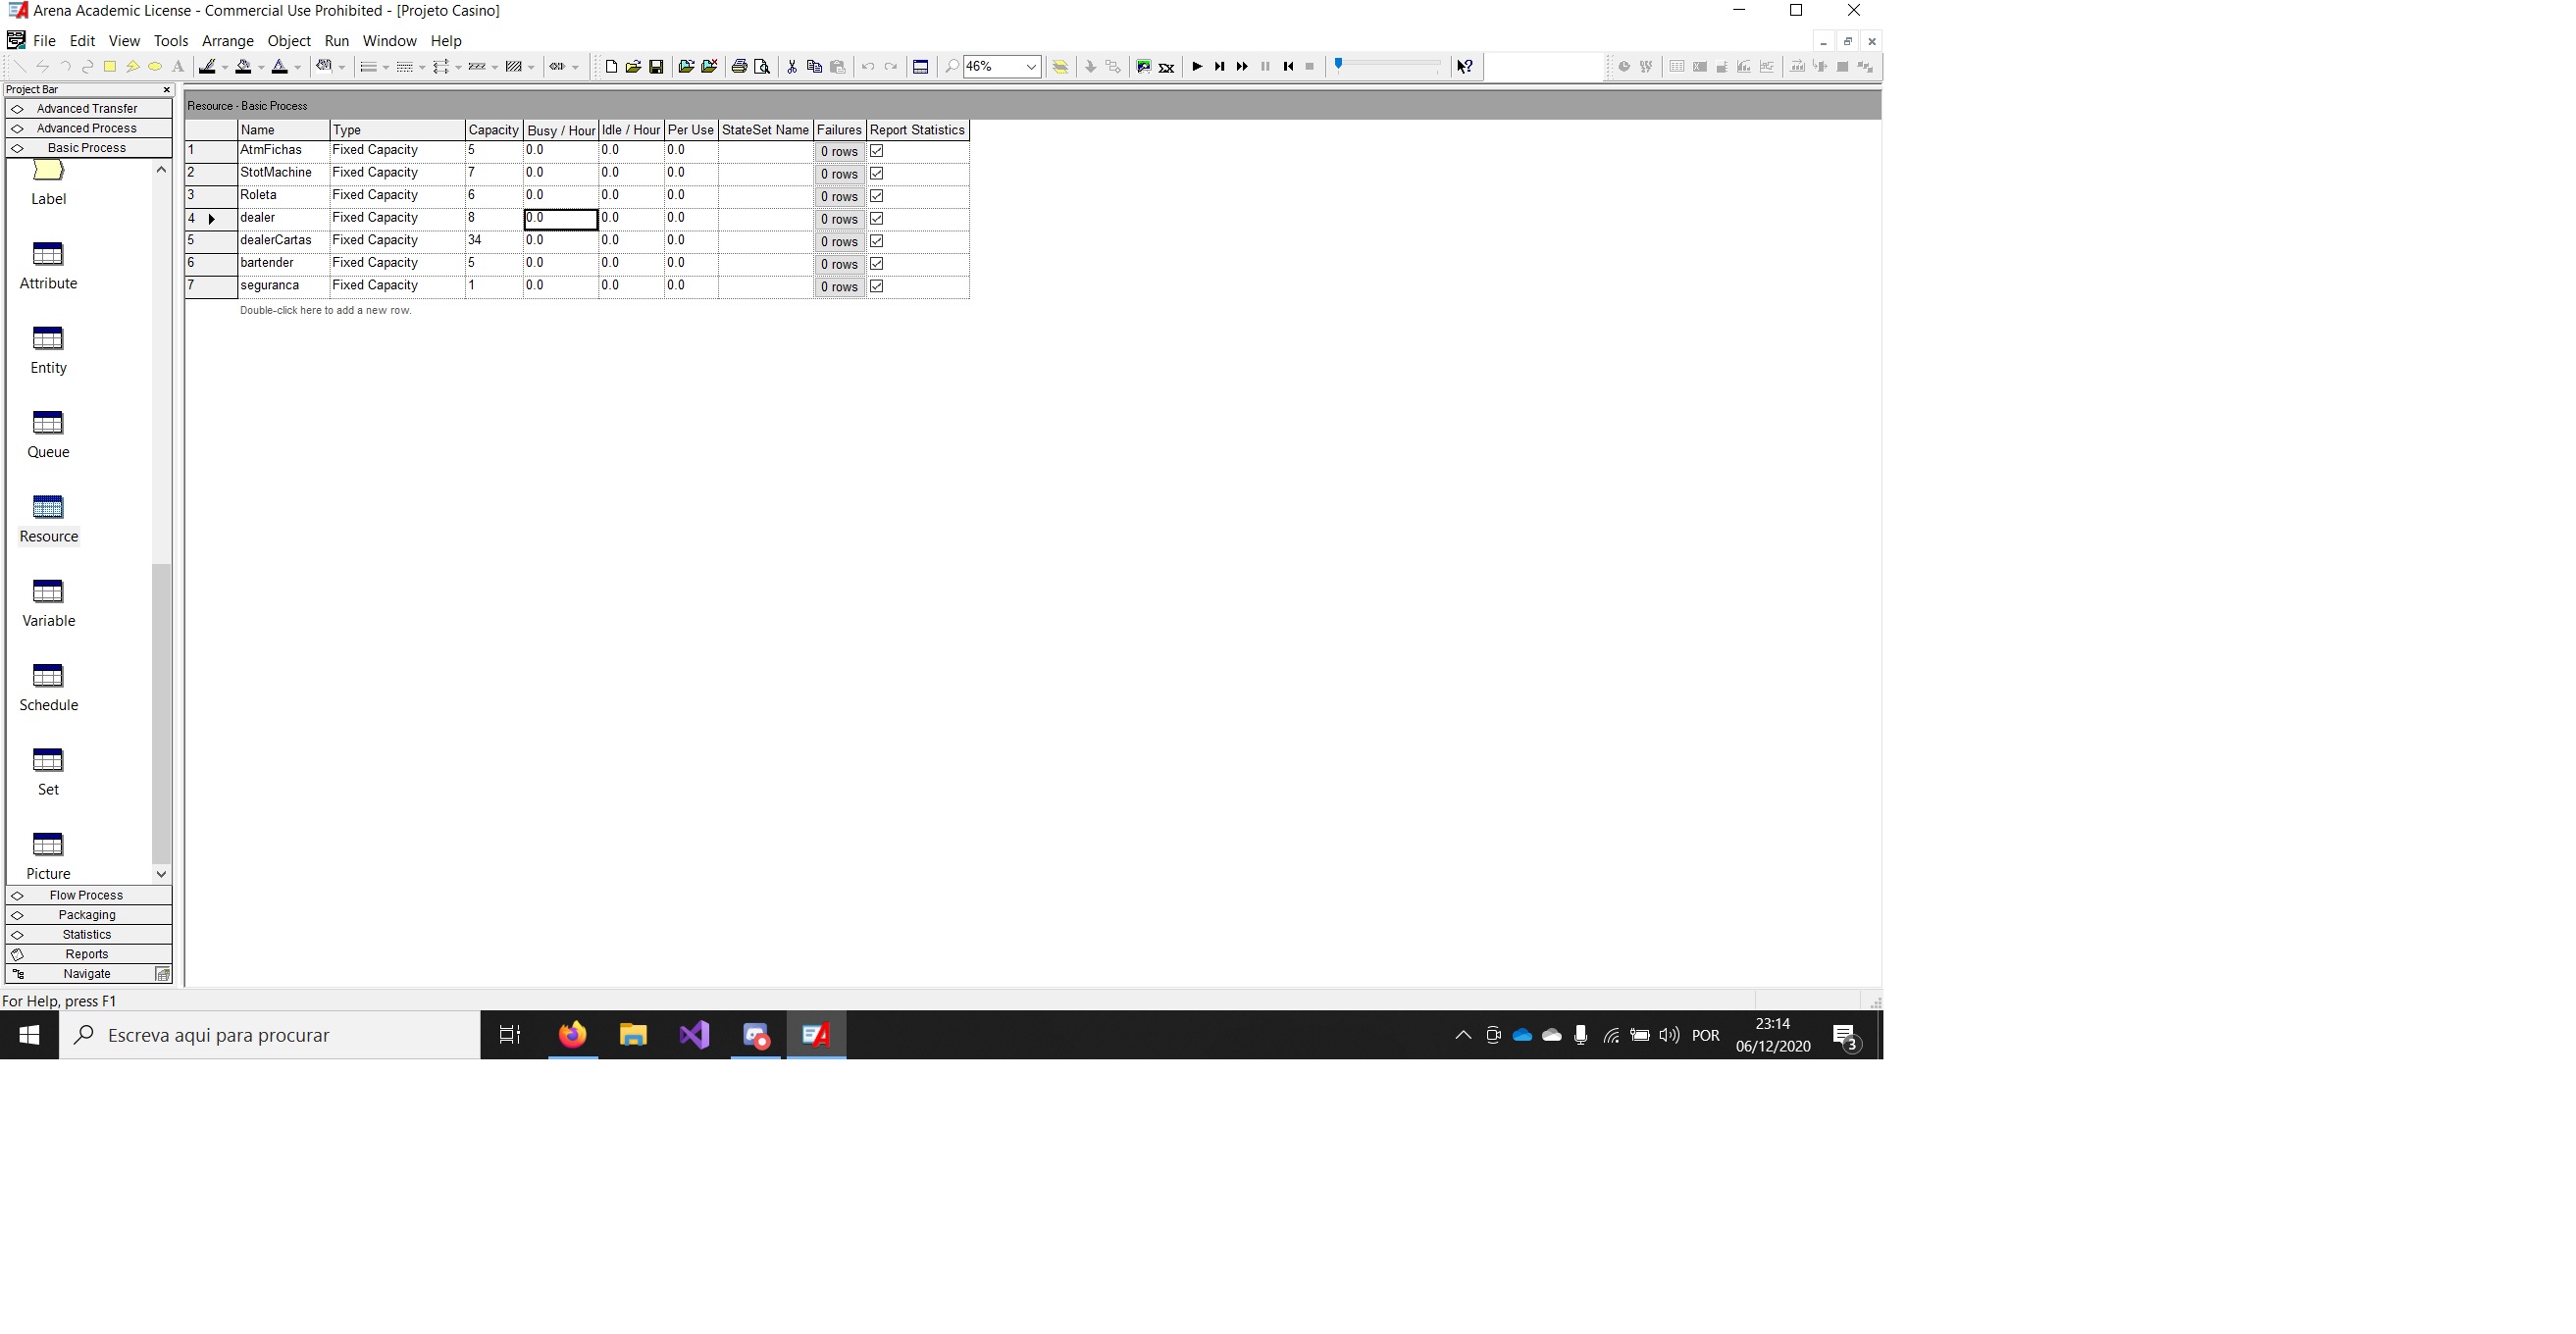 Arena Academic License - Commercial Use Prohibited - [Projeto Casino]
File Edit View Tools Arrange Object Run Window Help
46%
Project Bar
Advanced Transfer
Advanced Process
Basic Process
Label
Attribute
Entity
Queue
Resource
Variable
Schedule
Set
Picture
Flow Process
Packaging
Statistics
Reports
Navigate
Resource - Basic Process
Name Type Capacity Busy / Hour Idle / Hour Per Use StateSet Name Failures Report Statistics
1 AtmFichas Fixed Capacity 5 0.0 0.0 0.0 0 rows
2 StotMachine Fixed Capacity 7 0.0 0.0 0.0 0 rows
3 Roleta Fixed Capacity 6 0.0 0.0 0.0 0 rows
4 dealer Fixed Capacity 8 0.0 0.0 0.0 0 rows
5 dealerCartas Fixed Capacity 34 0.0 0.0 0.0 0 rows
6 bartender Fixed Capacity 5 0.0 0.0 0.0 0 rows
7 seguranca Fixed Capacity 1 0.0 0.0 0.0 0 rows
Double-click here to add a new row.
For Help, press F1
Escreva aqui para procurar
POR
23:14
06/12/2020
3